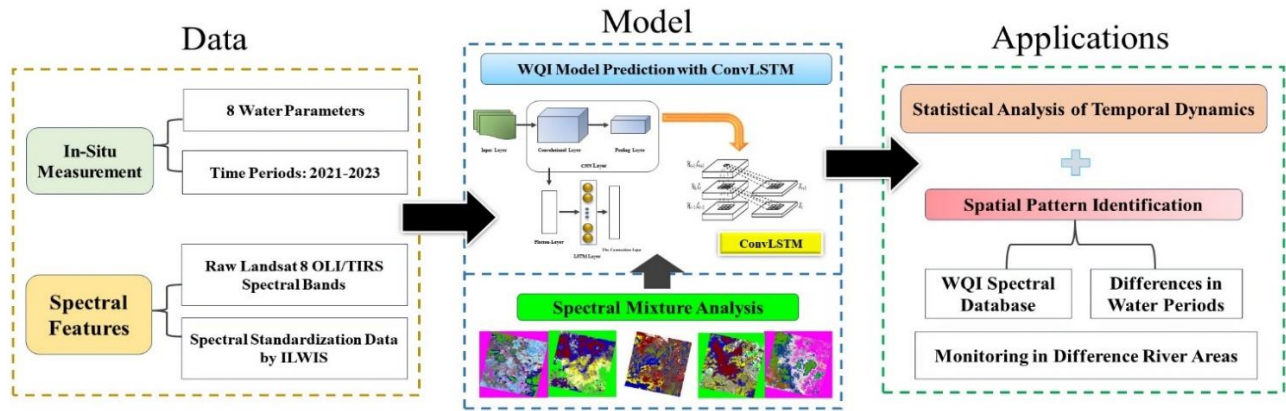 Data
In-Situ
Measurement
8 Water Parameters
Time Periods: 2021-2023
Spectral
Features
Raw Landsat 8 OLI/TIRS
Spectral Bands
Spectral Standardization Data
by ILWIS
Model
WQI Model Prediction with ConvLSTM
Input Layer
Convolutional Layer
Pooling Layer
CNN Layer
LSTM Layer
ConvLSTM
Spectral Mixture Analysis
Applications
Statistical Analysis of Temporal Dynamics
Spatial Pattern Identification
WQI Spectral
Database
Differences in
Water Periods
Monitoring in Difference River Areas